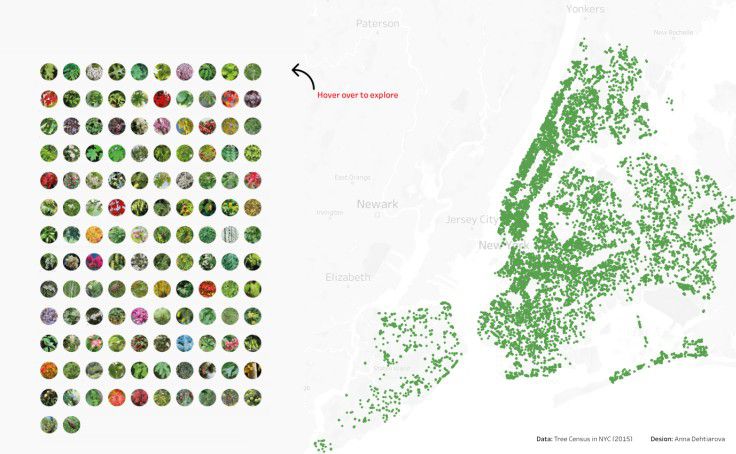 Yonkers
Paterson
New Rochelle
Hover over to explore
East Orange
Newark
Irvington
Jersey City
New York
Elizabeth
Data: Tree Census in NYC (2015) Design: Anna Dehtiarova